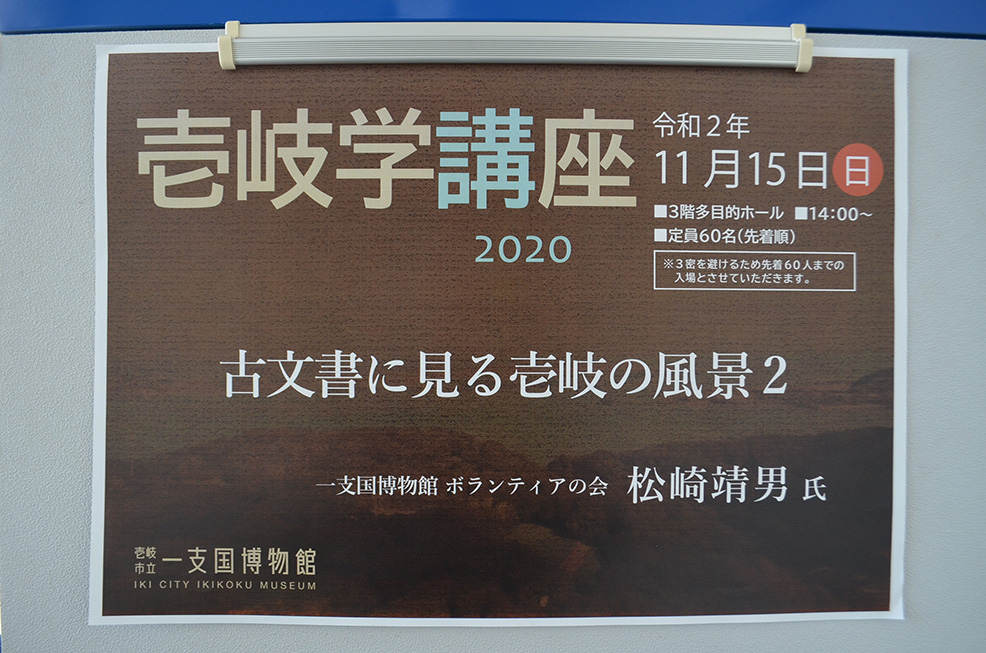 壱岐学講座
2020
令和2年
11月15日 日
■3階多目的ホール ■14:00〜
■定員60名(先着順)
※3密を避けるため先着60人までの
入場とさせていただきます。
古文書に見る壱岐の風景2
一支国博物館 ボランティアの会 松崎靖男 氏
壱岐市立 一支国博物館
IKI CITY IKIKOKU MUSEUM